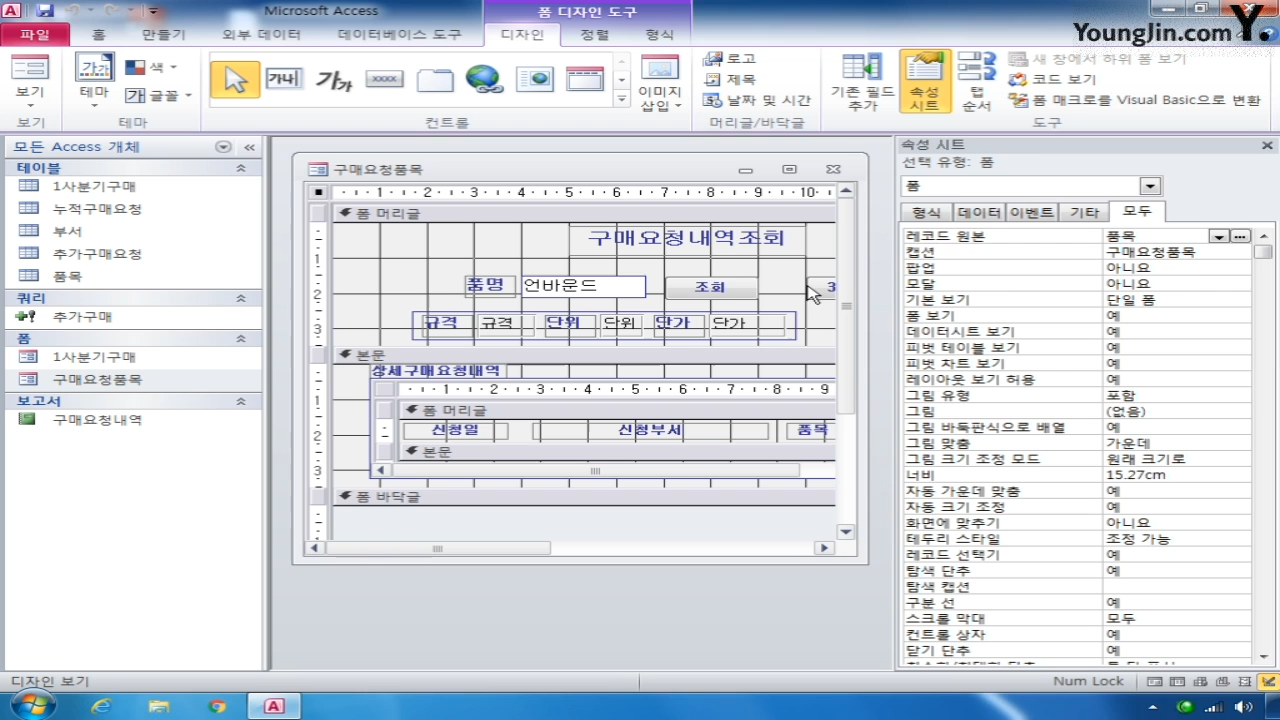 Microsoft Access
폼 디자인 도구
YoungJin.com Y.
파일 홈 만들기 외부 데이터 데이터베이스 도구 디자인 정렬 형식
보기
테마
색
글꼴
가나
가가
xxxx
이미지 삽입
로고
제목
날짜 및 시간
기존 필드 추가
속성 시트
탭 순서
새 창에서 하위 폼 보기
코드 보기
폼 매크로를 Visual Basic으로 변환
보기 테마 컨트롤 머리글/바닥글 도구
모든 Access 개체
테이블
1사분기구매
누적구매요청
부서
추가구매요청
품목
쿼리
추가구매
폼
1사분기구매
구매요청품목
보고서
구매요청내역
구매요청품목
1 2 3 4 5 6 7 8 9 10
폼 머리글
구매요청내역조회
품명 언바운드 조회 3
규격 규격 단위 단위 단가 단가
본문
상세구매요청내역
1 2 3 4 5 6 7 8 9
폼 머리글
신청일 신청부서 품목
본문
폼 바닥글
속성 시트
선택 유형: 폼
폼
형식 데이터 이벤트 기타 모두
레코드 원본 품목
캡션 구매요청품목
팝업 아니요
모달 아니요
기본 보기 단일 폼
폼 보기 예
데이터시트 보기 예
피벗 테이블 보기 예
피벗 차트 보기 예
레이아웃 보기 허용 예
그림 유형 포함
그림 (없음)
그림 바둑판식으로 배열 예
그림 맞춤 가운데
그림 크기 조정 모드 원래 크기로
너비 15.27cm
자동 가운데 맞춤 예
자동 크기 조정 예
화면에 맞추기 아니요
테두리 스타일 조정 가능
레코드 선택기 예
탐색 단추 예
탐색 캡션
구분 선 예
스크롤 막대 모두
컨트롤 상자 예
닫기 단추 예
디자인 보기
Num Lock